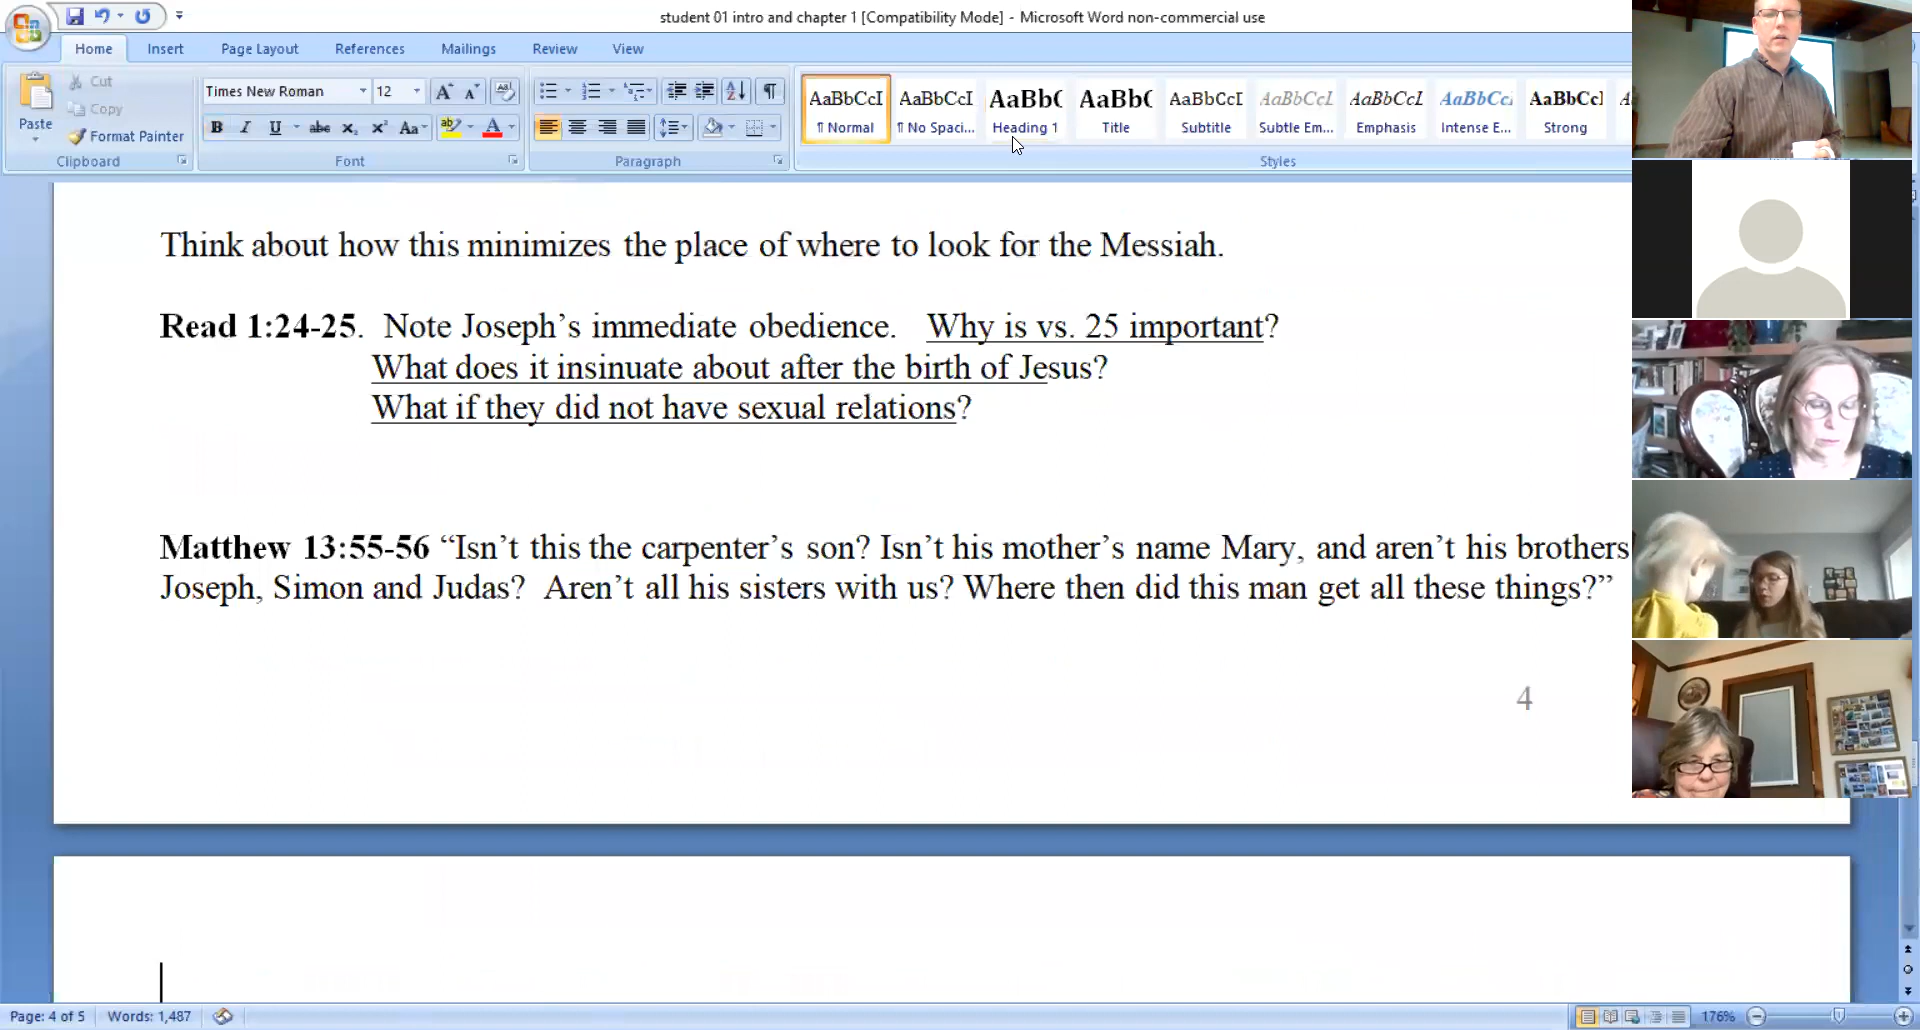 student 01 intro and chapter 1 [Compatibility Mode] - Microsoft Word non-commercial use
Home Insert Page Layout References Mailings Review View
Paste
Cut
Copy
Format Painter
Clipboard
Times New Roman 12
Font
Paragraph
AaBbCcI AaBbCcI AaBb( AaBb( AaBbCcI AaBbCcL AaBbCcL AaBbCc. AaBbCcI
¶ Normal ¶ No Spaci... Heading 1 Title Subtitle Subtle Em... Emphasis Intense E... Strong
Styles
Think about how this minimizes the place of where to look for the Messiah.
Read 1:24-25. Note Joseph’s immediate obedience. Why is vs. 25 important?
What does it insinuate about after the birth of Jesus?
What if they did not have sexual relations?
Matthew 13:55-56 “Isn’t this the carpenter’s son? Isn’t his mother’s name Mary, and aren’t his brothers
Joseph, Simon and Judas? Aren’t all his sisters with us? Where then did this man get all these things?”
4
Page: 4 of 5 Words: 1,487 176%